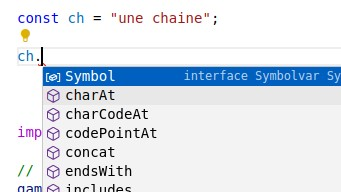 const ch = "une chaine";
ch.
Symbol interface Symbolvar Sy
charAt
charCodeAt
imp codePointAt
concat
// endsWith
gam includes